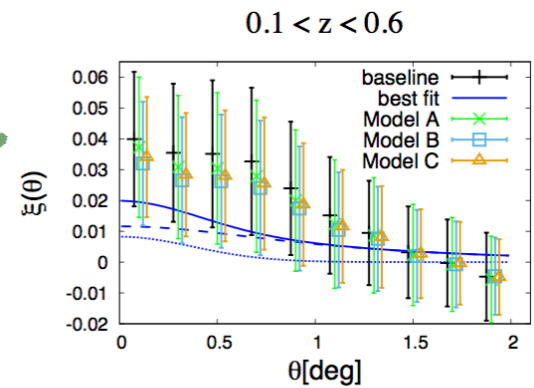 0.1 < z < 0.6
0.06
0.05
0.04
0.03
0.02
0.01
0
-0.01
-0.02
ξ(θ)
baseline
best fit
Model A
Model B
Model C
0 0.5 1 1.5 2
θ[deg]